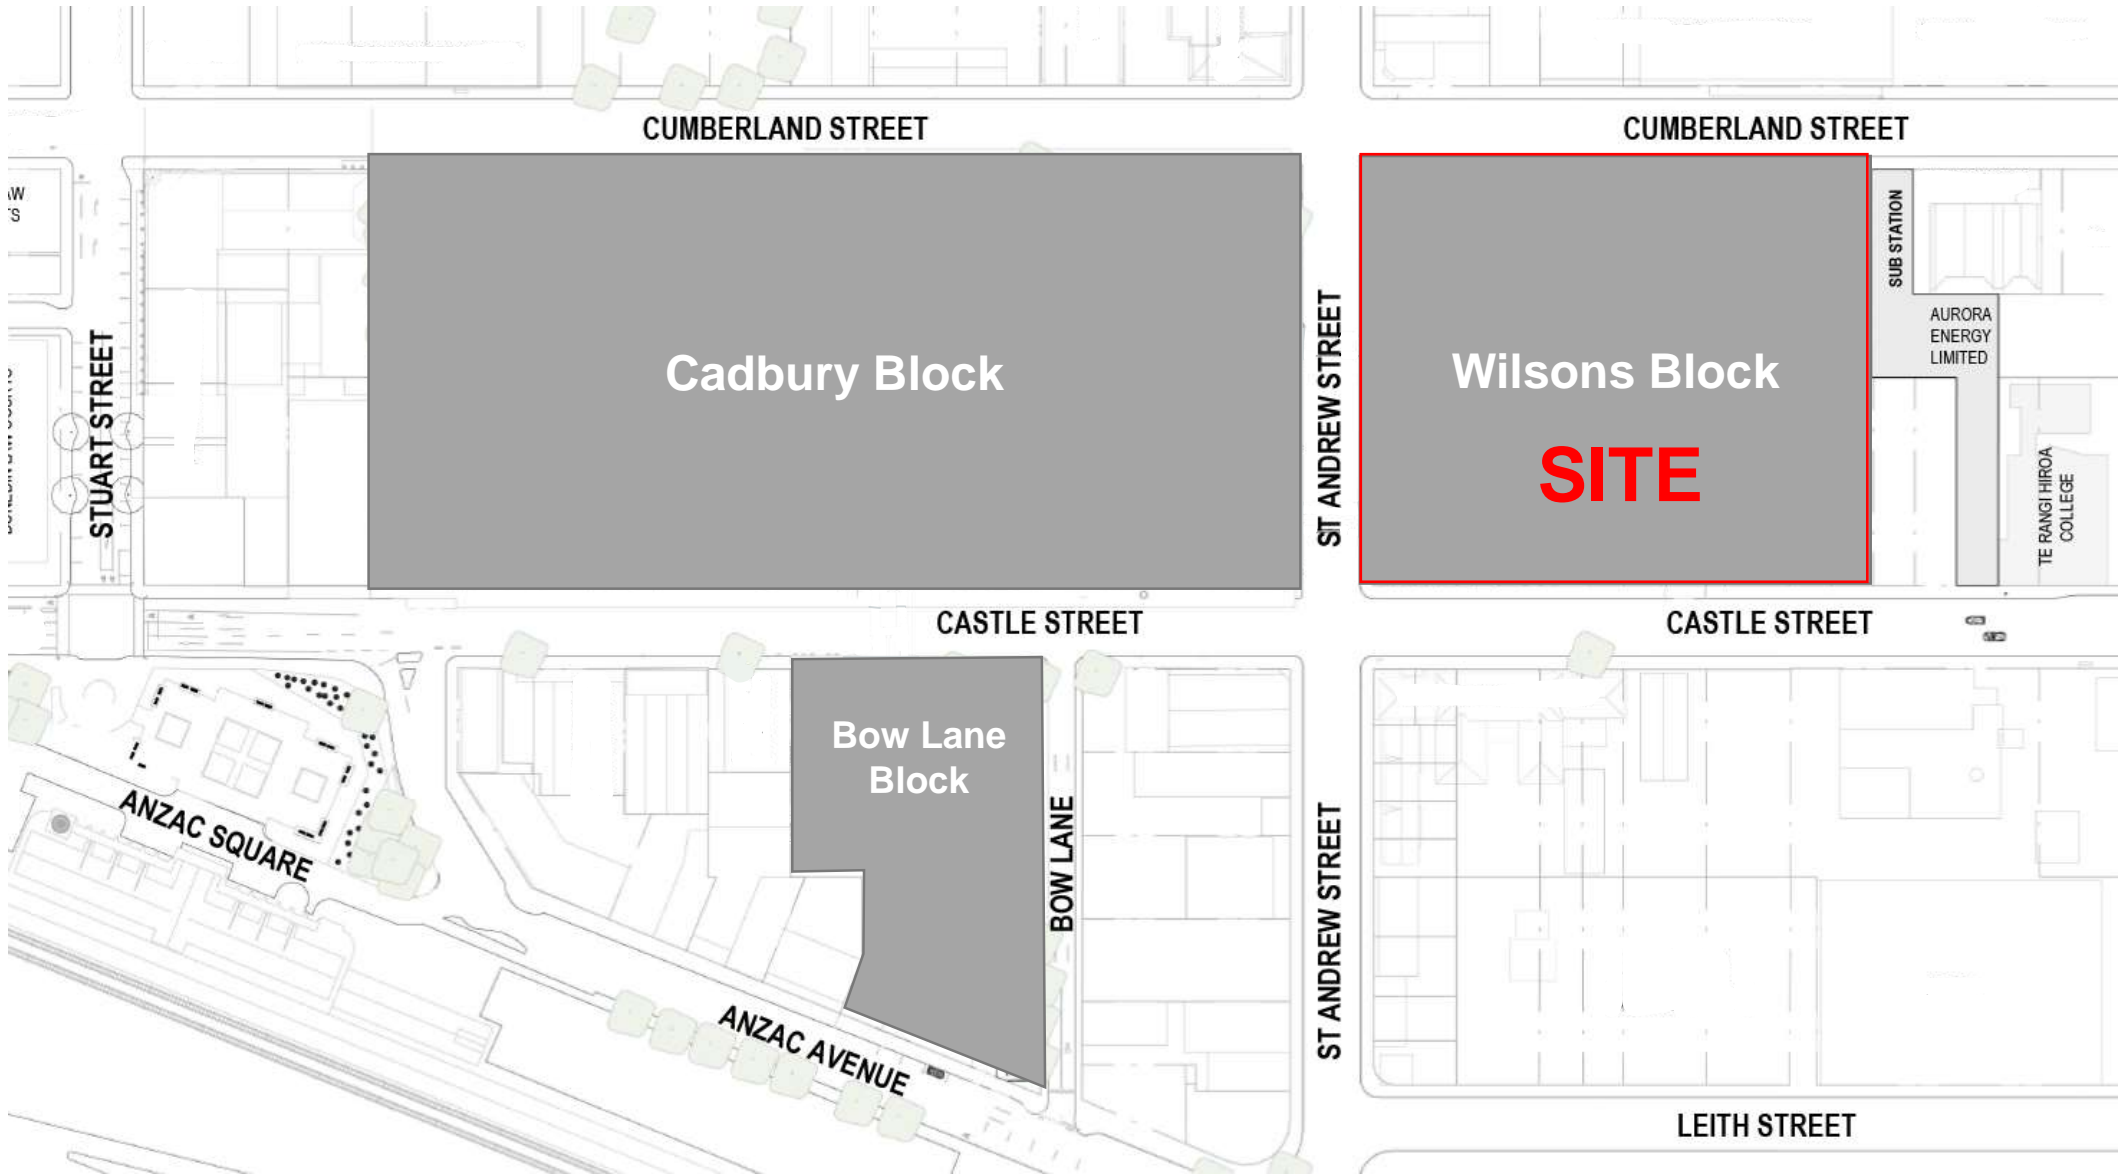 CUMBERLAND STREET
CUMBERLAND STREET
STUART STREET
Cadbury Block
ST ANDREW STREET
Wilsons Block
SITE
SUB STATION
AURORA
ENERGY
LIMITED
TE RANGI HIROA
COLLEGE
CASTLE STREET
CASTLE STREET
Bow Lane
Block
BOW LANE
ANZAC SQUARE
ANZAC AVENUE
ST ANDREW STREET
LEITH STREET